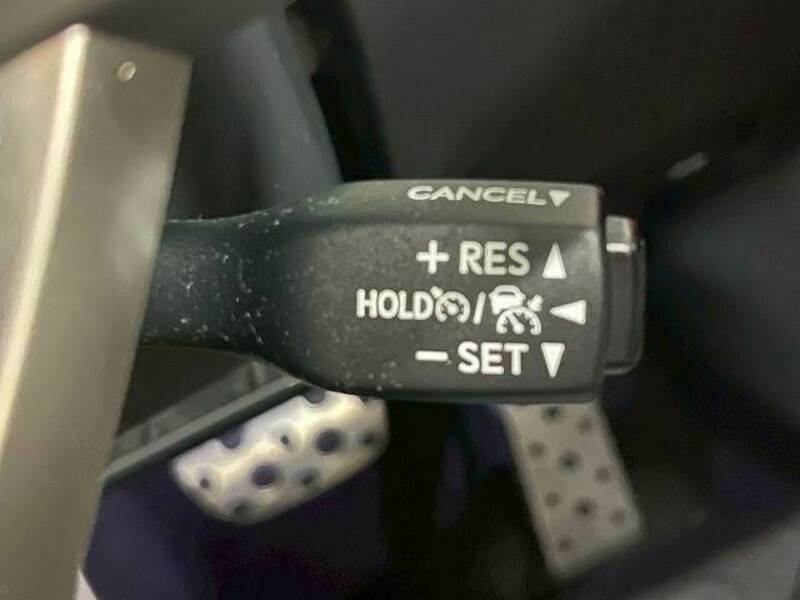 CANCEL▼
+ RES ▲
HOLD / ◀
− SET ▼